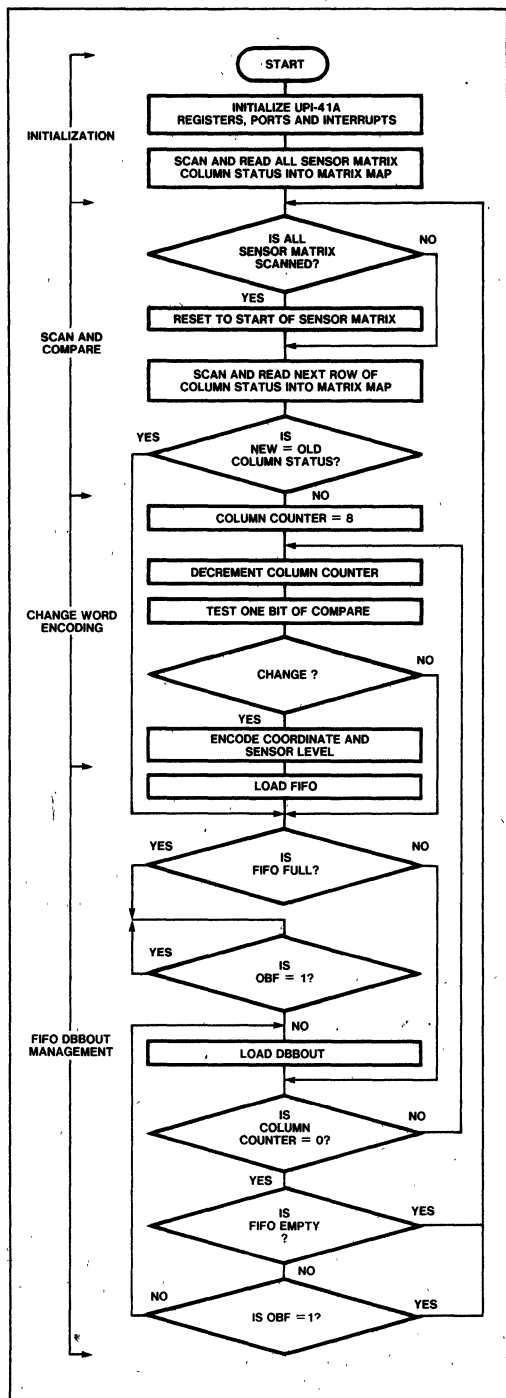 START
INITIALIZE UPI-41A
REGISTERS, PORTS AND INTERRUPTS
INITIALIZATION
SCAN AND READ ALL SENSOR MATRIX
COLUMN STATUS INTO MATRIX MAP
IS ALL
SENSOR MATRIX
SCANNED?
NO
YES
RESET TO START OF SENSOR MATRIX
SCAN AND
COMPARE
SCAN AND READ NEXT ROW OF
COLUMN STATUS INTO MATRIX MAP
YES
IS
NEW = OLD
COLUMN STATUS?
NO
COLUMN COUNTER = 8
DECREMENT COLUMN COUNTER
CHANGE WORD
ENCODING
TEST ONE BIT OF COMPARE
CHANGE ?
NO
YES
ENCODE COORDINATE AND
SENSOR LEVEL
LOAD FIFO
YES
IS
FIFO FULL?
NO
YES
IS
OBF = 1?
NO
FIFO DBBOUT
MANAGEMENT
LOAD DBBOUT
IS
COLUMN
COUNTER = 0?
NO
YES
IS
FIFO EMPTY
?
YES
NO
NO
IS OBF = 1?
YES